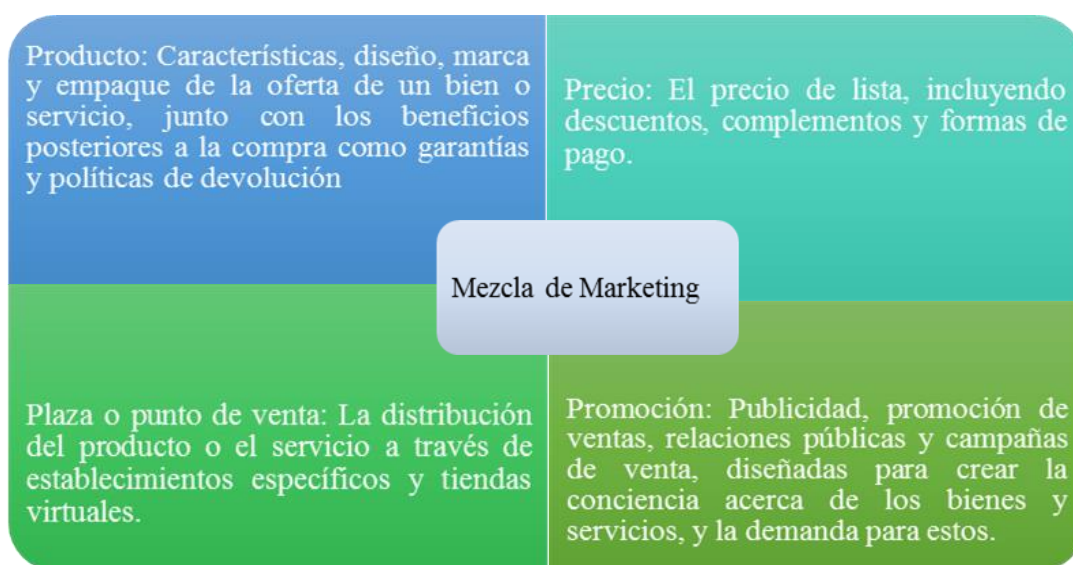 Producto: Características, diseño, marca
y empaque de la oferta de un bien o
servicio, junto con los beneficios
posteriores a la compra como garantías
y políticas de devolución
Precio: El precio de lista, incluyendo
descuentos, complementos y formas de
pago.
Mezcla de Marketing
Plaza o punto de venta: La distribución
del producto o el servicio a través de
establecimientos específicos y tiendas
virtuales.
Promoción: Publicidad, promoción de
ventas, relaciones públicas y campañas
de venta, diseñadas para crear la
conciencia acerca de los bienes y
servicios, y la demanda para estos.